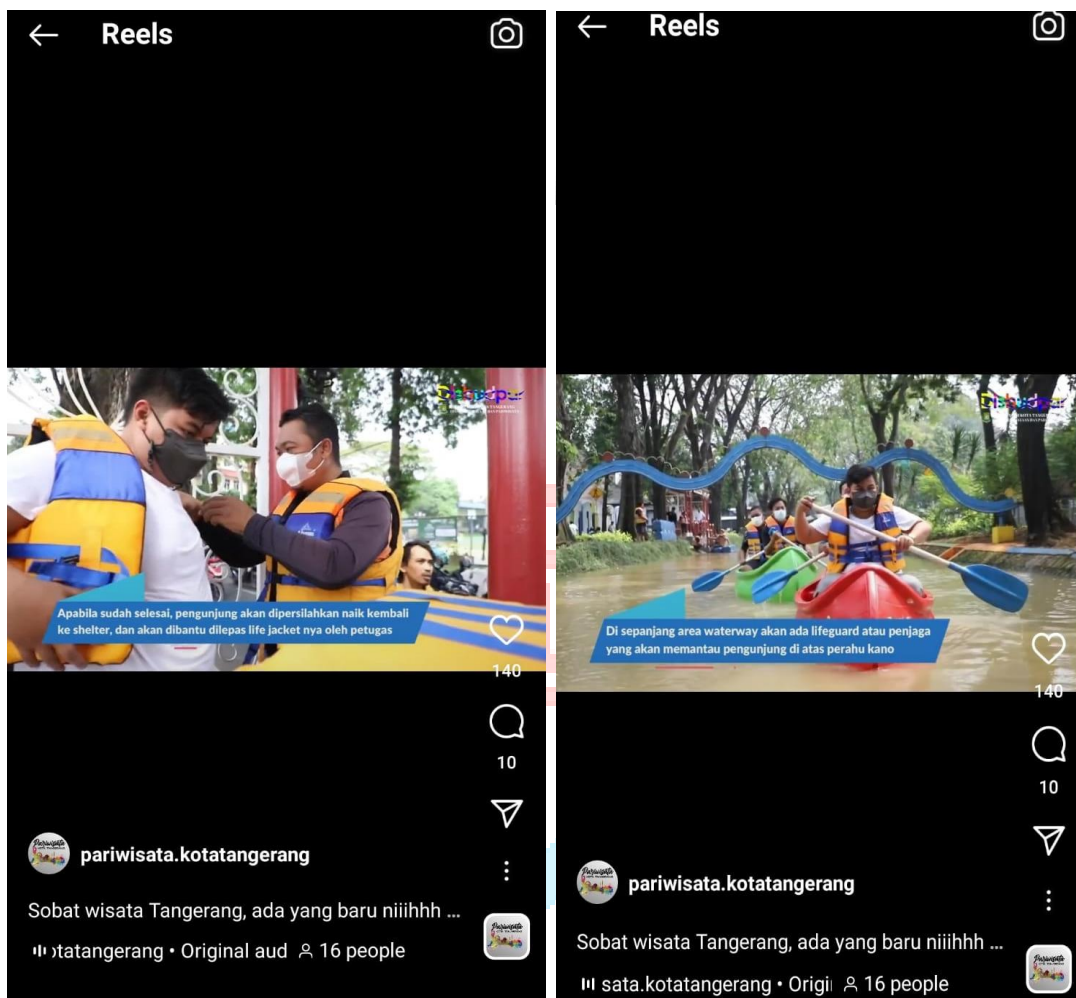 Reels
Disbudpar
Apabila sudah selesai, pengunjung akan dipersilahkan naik kembali
ke shelter, dan akan dibantu dilepas life jacket nya oleh petugas
140
10
pariwisata.kotatangerang
Sobat wisata Tangerang, ada yang baru niiihhh ...
otatangerang • Original aud 16 people
Reels
Disbudpar
Di sepanjang area waterway akan ada lifeguard atau penjaga
yang akan memantau pengunjung di atas perahu kano
140
10
pariwisata.kotatangerang
Sobat wisata Tangerang, ada yang baru niiihhh ...
sata.kotatangerang • Origi 16 people